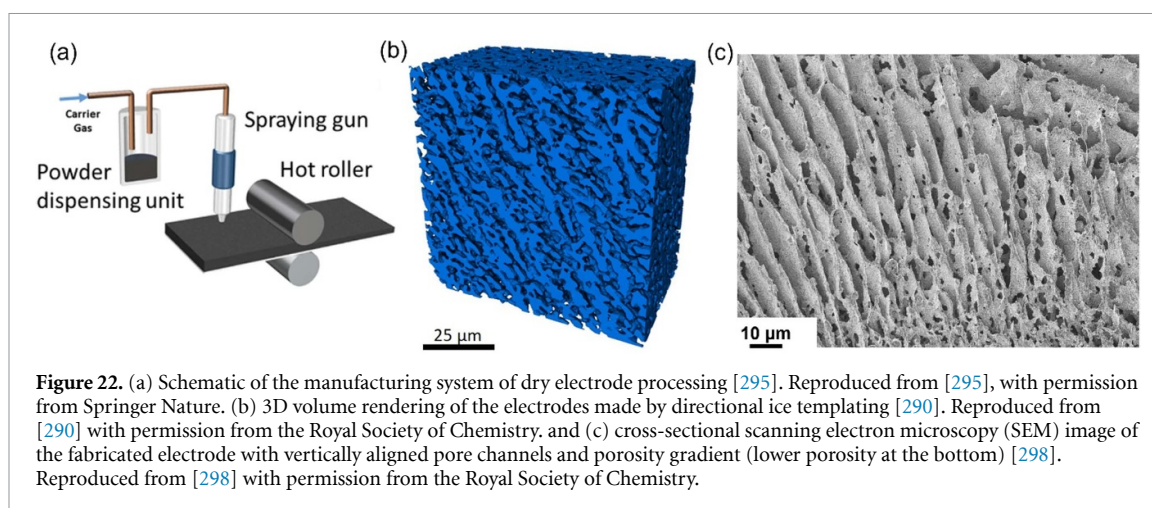 (a)
(b)
(c)
Carrier
Gas
Spraying gun
Powder
dispensing unit
Hot roller
25 µm
10 µm
Figure 22. (a) Schematic of the manufacturing system of dry electrode processing [295]. Reproduced from [295], with permission
from Springer Nature. (b) 3D volume rendering of the electrodes made by directional ice templating [290]. Reproduced from
[290] with permission from the Royal Society of Chemistry. and (c) cross-sectional scanning electron microscopy (SEM) image of
the fabricated electrode with vertically aligned pore channels and porosity gradient (lower porosity at the bottom) [298].
Reproduced from [298] with permission from the Royal Society of Chemistry.